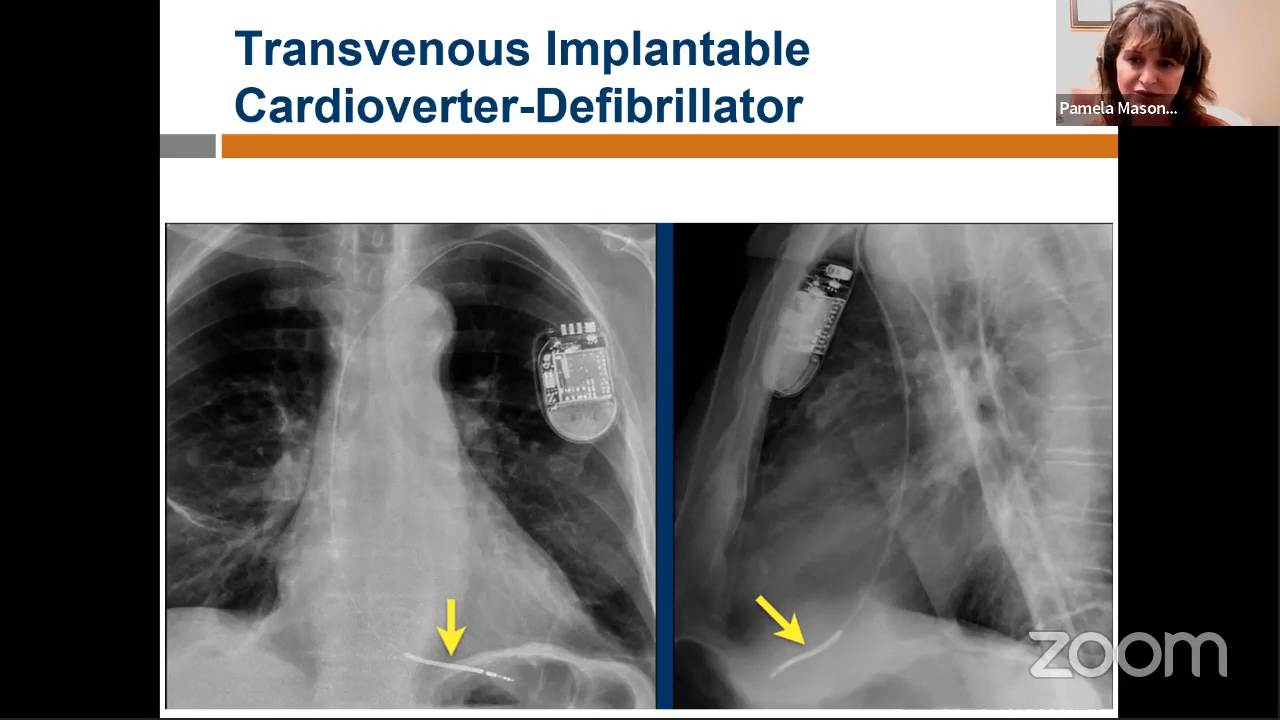 Transvenous Implantable
Cardioverter-Defibrillator
Pamela Mason...
zoom